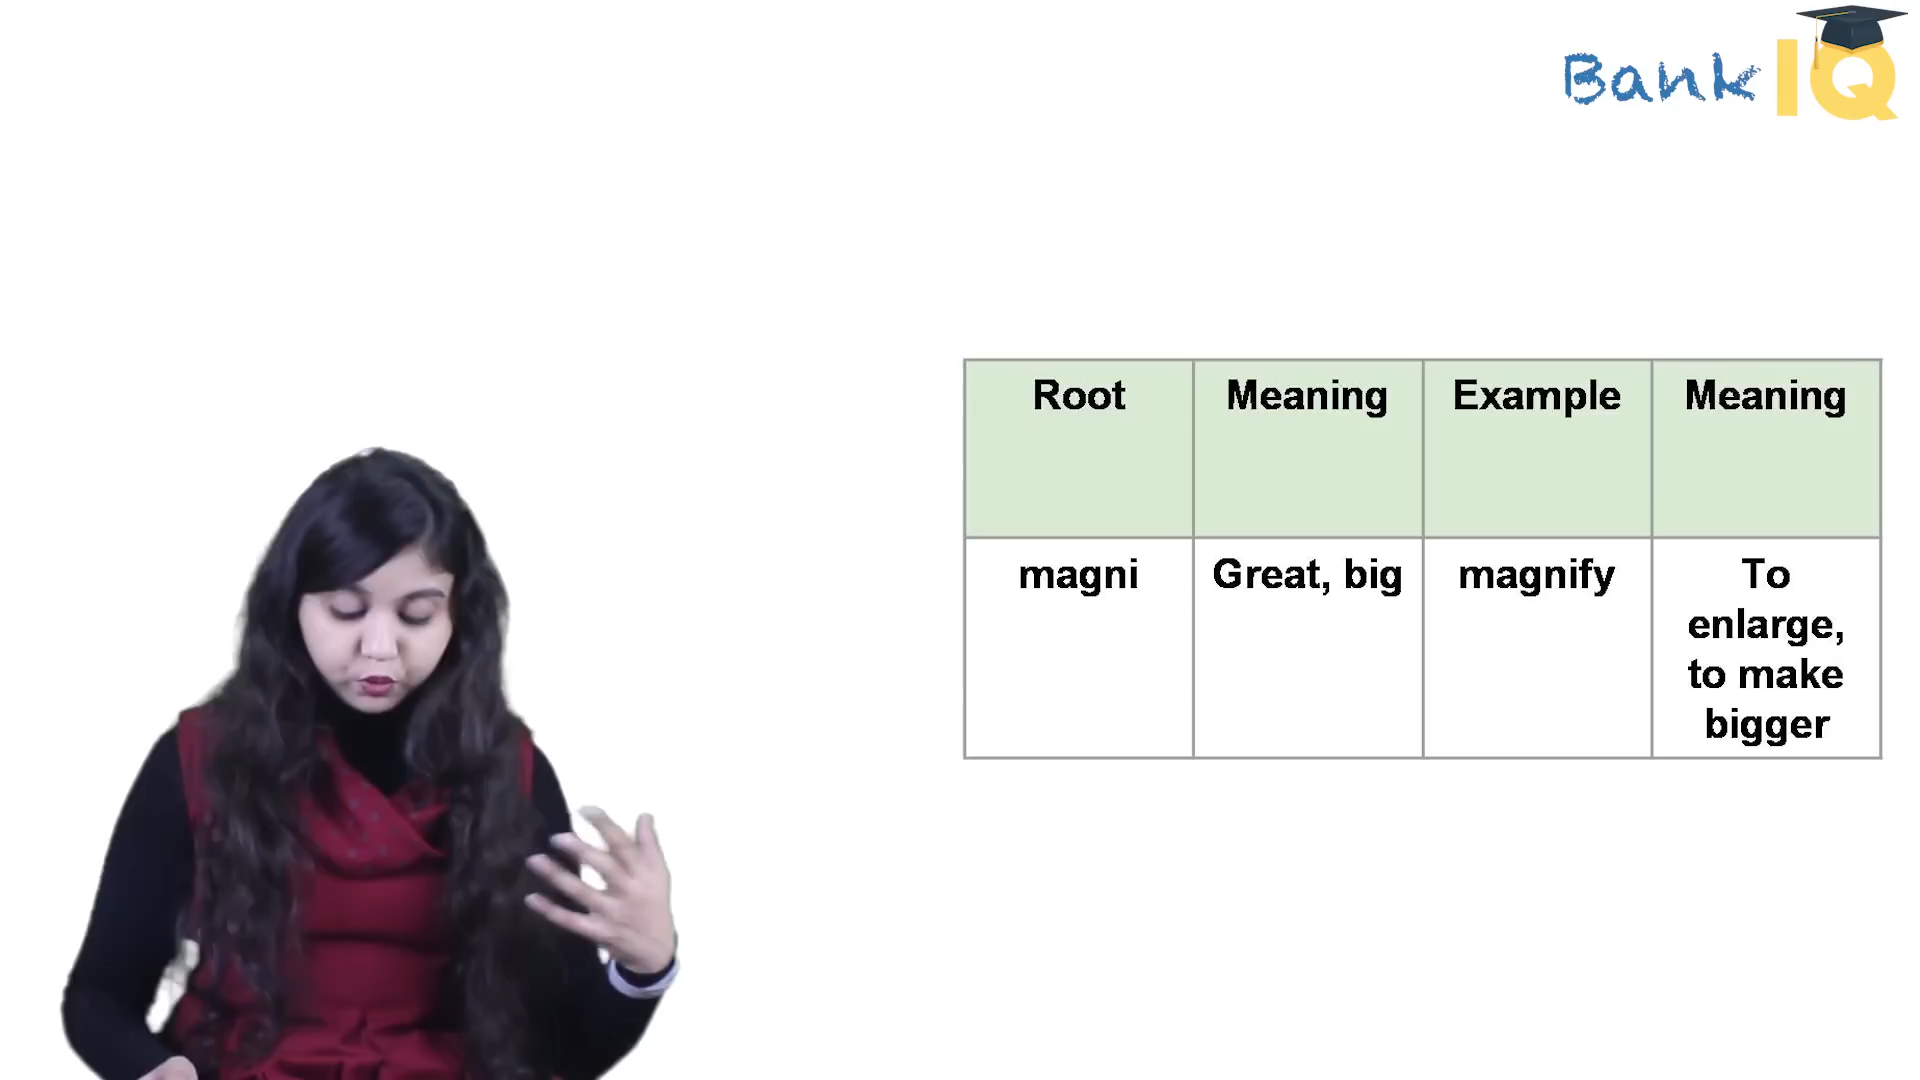 Bank IQ
Root Meaning Example Meaning
magni Great, big magnify To
enlarge,
to make
bigger